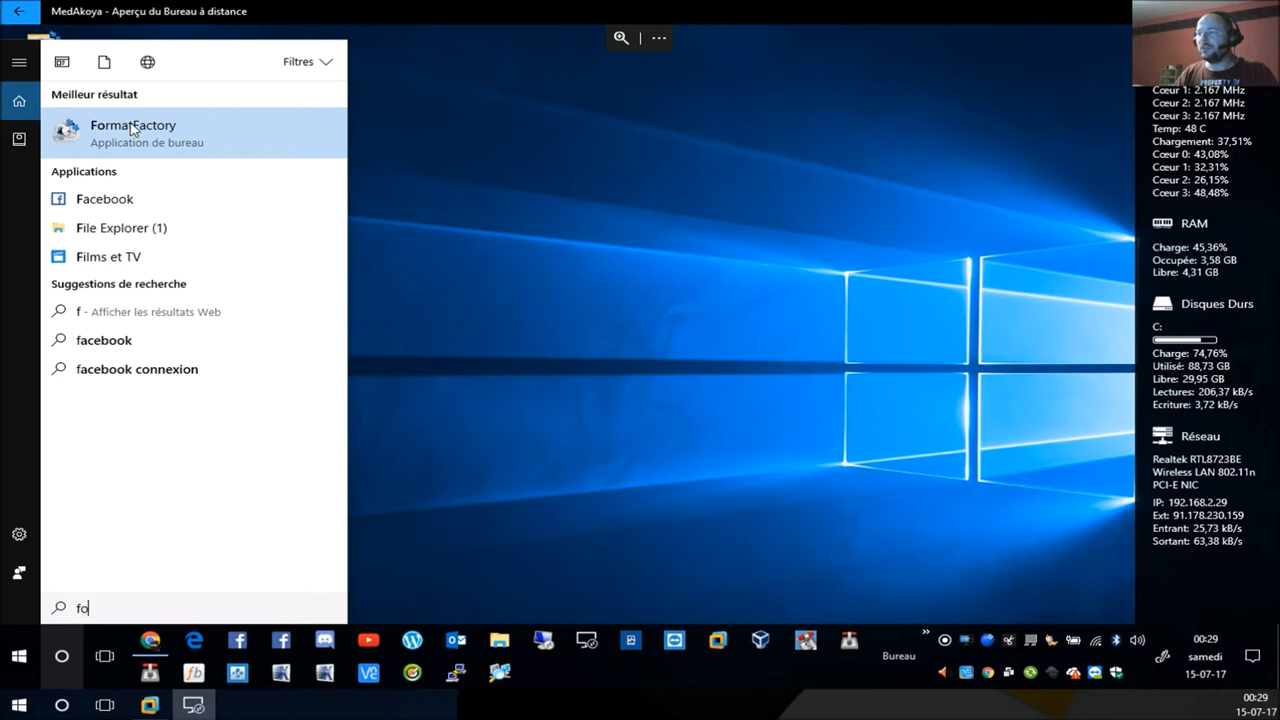 MedAkoya - Aperçu du Bureau à distance
Filtres
Meilleur résultat
FormatFactory
Application de bureau
Applications
Facebook
File Explorer (1)
Films et TV
Suggestions de recherche
f - Afficher les résultats Web
facebook
facebook connexion
fo
PROPERTY OF
Cœur 1: 2.167 MHz
Cœur 2: 2.167 MHz
Cœur 3: 2.167 MHz
Temp: 48 C
Chargement: 37,51%
Cœur 0: 43,08%
Cœur 1: 32,31%
Cœur 2: 26,15%
Cœur 3: 48,48%
RAM
Charge: 45,36%
Occupée: 3,58 GB
Libre: 4,31 GB
Disques Durs
C:
Charge: 74,76%
Utilisé: 88,73 GB
Libre: 29,95 GB
Lectures: 206,37 kB/s
Ecriture: 3,72 kB/s
Réseau
Realtek RTL8723BE
Wireless LAN 802.11n
PCI-E NIC
IP: 192.168.2.29
Ext: 91.178.230.159
Entrant: 25,73 kB/s
Sortant: 63,38 kB/s
Bureau
00:29
samedi
15-07-17
00:29
15-07-17